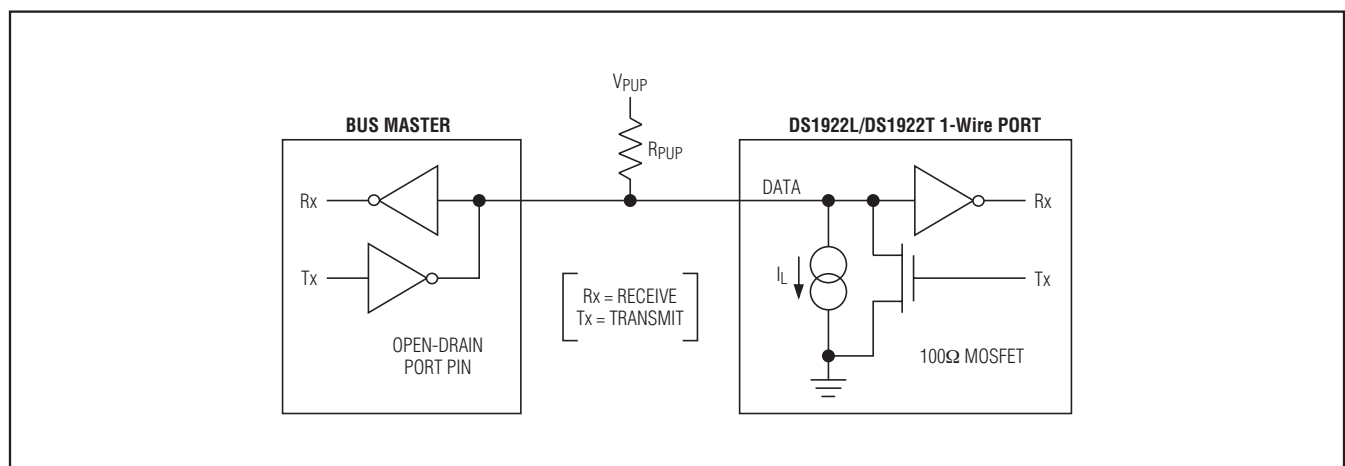 VPUP
BUS MASTER
DS1922L/DS1922T 1-Wire PORT
RPUP
Rx
DATA
Rx
Tx
IL
Tx
Rx = RECEIVE
Tx = TRANSMIT
OPEN-DRAIN
PORT PIN
100Ω MOSFET